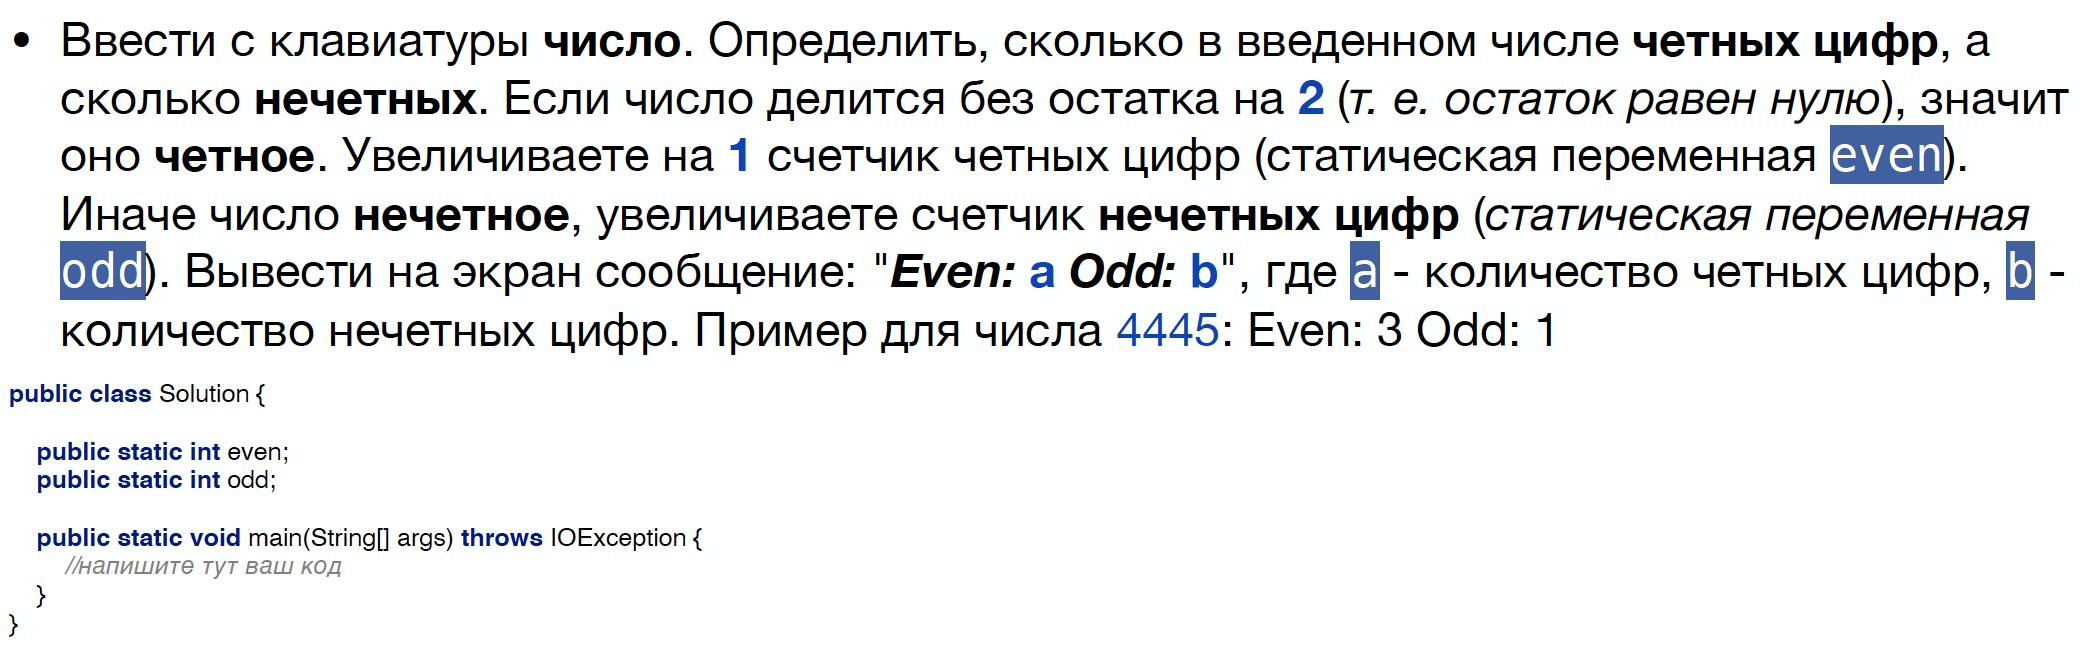 • Ввести с клавиатуры число. Определить, сколько в введенном числе четных цифр, а
сколько нечетных. Если число делится без остатка на 2 (т. е. остаток равен нулю), значит
оно четное. Увеличиваете на 1 счетчик четных цифр (статическая переменная even).
Иначе число нечетное, увеличиваете счетчик нечетных цифр (статическая переменная
odd). Вывести на экран сообщение: "Even: a Odd: b", где a - количество четных цифр, b -
количество нечетных цифр. Пример для числа 4445: Even: 3 Odd: 1
public class Solution {
public static int even;
public static int odd;
public static void main(String[] args) throws IOException {
//напишите тут ваш код
}
}